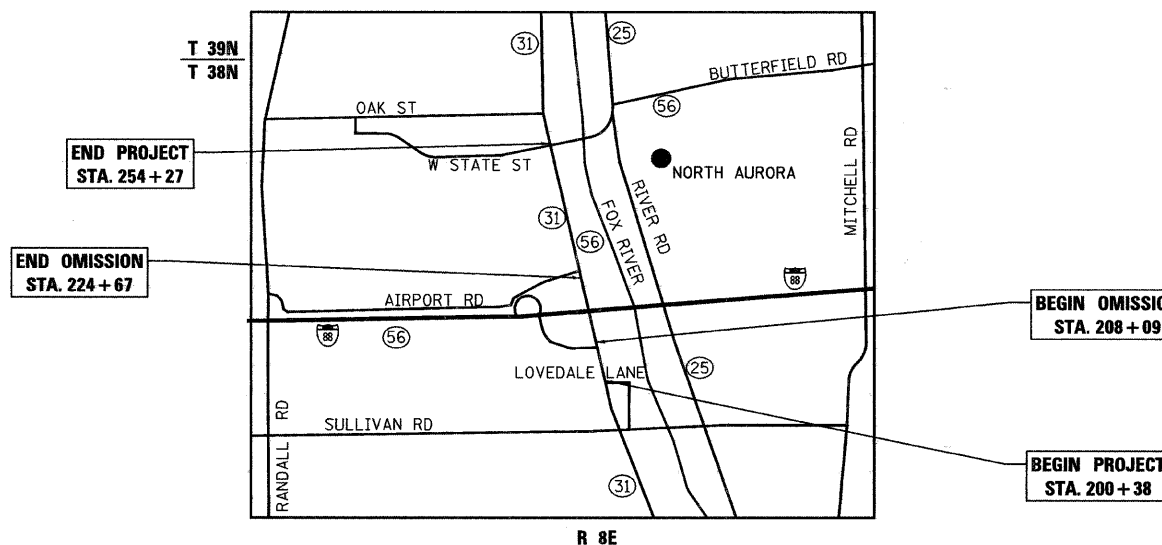 T 39N
T 38N
31
25
BUTTERFIELD RD
56
OAK ST
END PROJECT
STA. 254+27
W STATE ST
NORTH AURORA
MITCHELL RD
RIVER RD
FOX RIVER
31
56
END OMISSION
STA. 224+67
AIRPORT RD
88
88
56
BEGIN OMISSIO
STA. 208+09
LOVEDALE LANE
25
SULLIVAN RD
RANDALL RD
31
BEGIN PROJECT
STA. 200+38
R 8E